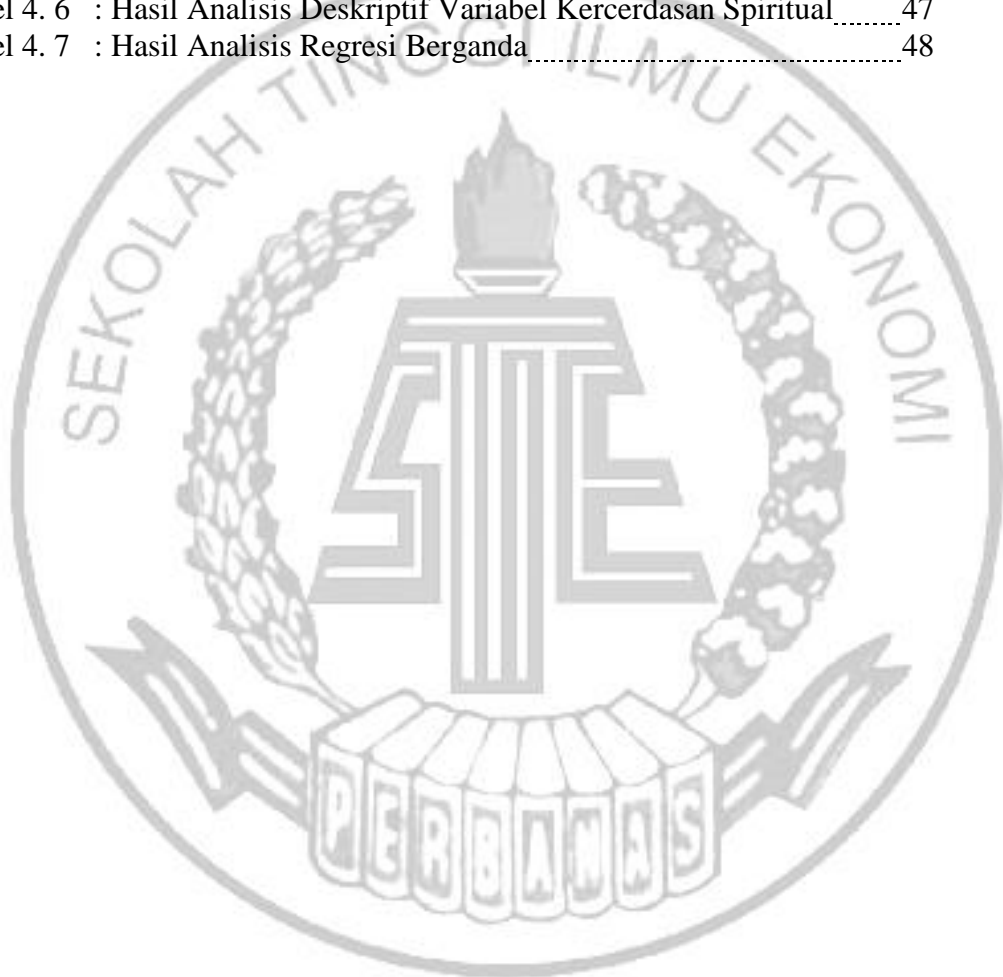 el 4. 6 : Hasil Analisis Deskriptif Variabel Kercerdasan Spiritual 47
el 4. 7 : Hasil Analisis Regresi Berganda 48
SEKOLAH TINGGI ILMU EKONOMI
STIE
PERBANAS